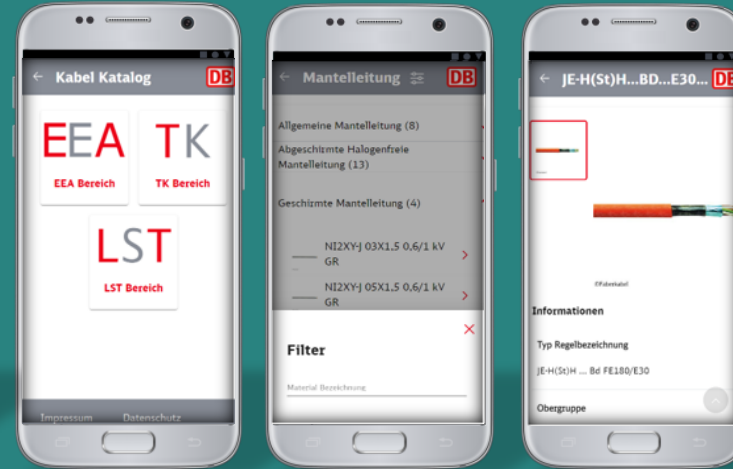 Kabel Katalog
DB
EEA
TK
EEA Bereich
TK Bereich
LST
LST Bereich
Impressum
Datenschutz
Mantelleitung
DB
Allgemeine Mantelleitung (8)
Abgeschirmte Halogenfreie
Mantelleitung (13)
Geschirmte Mantelleitung (4)
NI2XY-J 03X1,5 0,6/1 kV
GR
NI2XY-J 05X1,5 0,6/1 kV
GR
Filter
Material Bezeichnung
JE-H(St)H...BD...E30...
DB
©Faberkabel
Informationen
Typ Regelbezeichnung
JE-H(St)H ... Bd FE180/E30
Obergruppe